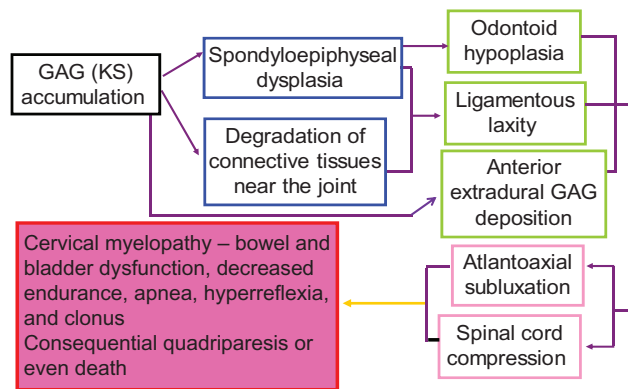 GAG (KS)
accumulation
Spondyloepiphyseal
dysplasia
Degradation of
connective tissues
near the joint
Odontoid
hypoplasia
Ligamentous
laxity
Anterior
extradural GAG
deposition
Atlantoaxial
subluxation
Spinal cord
compression
Cervical myelopathy – bowel and
bladder dysfunction, decreased
endurance, apnea, hyperreflexia,
and clonus
Consequential quadriparesis or
even death